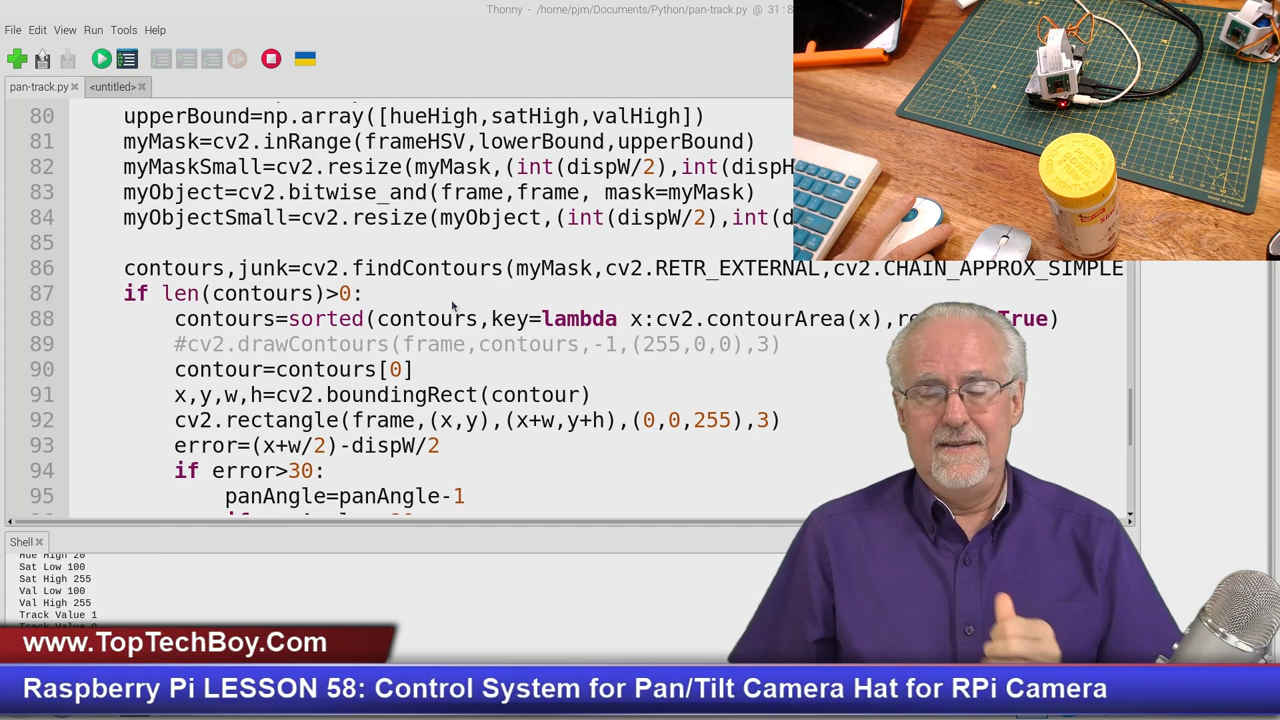 Thonny - /home/pjm/Documents/Python/pan-track.py @ 31 : 8
File Edit View Run Tools Help
pan-track.py <untitled>
80 upperBound=np.array([hueHigh,satHigh,valHigh])
81 myMask=cv2.inRange(frameHSV,lowerBound,upperBound)
82 myMaskSmall=cv2.resize(myMask,(int(dispW/2),int(dispH
83 myObject=cv2.bitwise_and(frame,frame, mask=myMask)
84 myObjectSmall=cv2.resize(myObject,(int(dispW/2),int(d
85
86 contours,junk=cv2.findContours(myMask,cv2.RETR_EXTERNAL,cv2.CHAIN_APPROX_SIMPLE
87 if len(contours)>0:
88 contours=sorted(contours,key=lambda x:cv2.contourArea(x),re True)
89 #cv2.drawContours(frame,contours,-1,(255,0,0),3)
90 contour=contours[0]
91 x,y,w,h=cv2.boundingRect(contour)
92 cv2.rectangle(frame,(x,y),(x+w,y+h),(0,0,255),3)
93 error=(x+w/2)-dispW/2
94 if error>30:
95 panAngle=panAngle-1
Shell
Hue High 20
Sat Low 100
Sat High 255
Val Low 100
Val High 255
Track Value 1
www.TopTechBoy.Com
Raspberry Pi LESSON 58: Control System for Pan/Tilt Camera Hat for RPi Camera